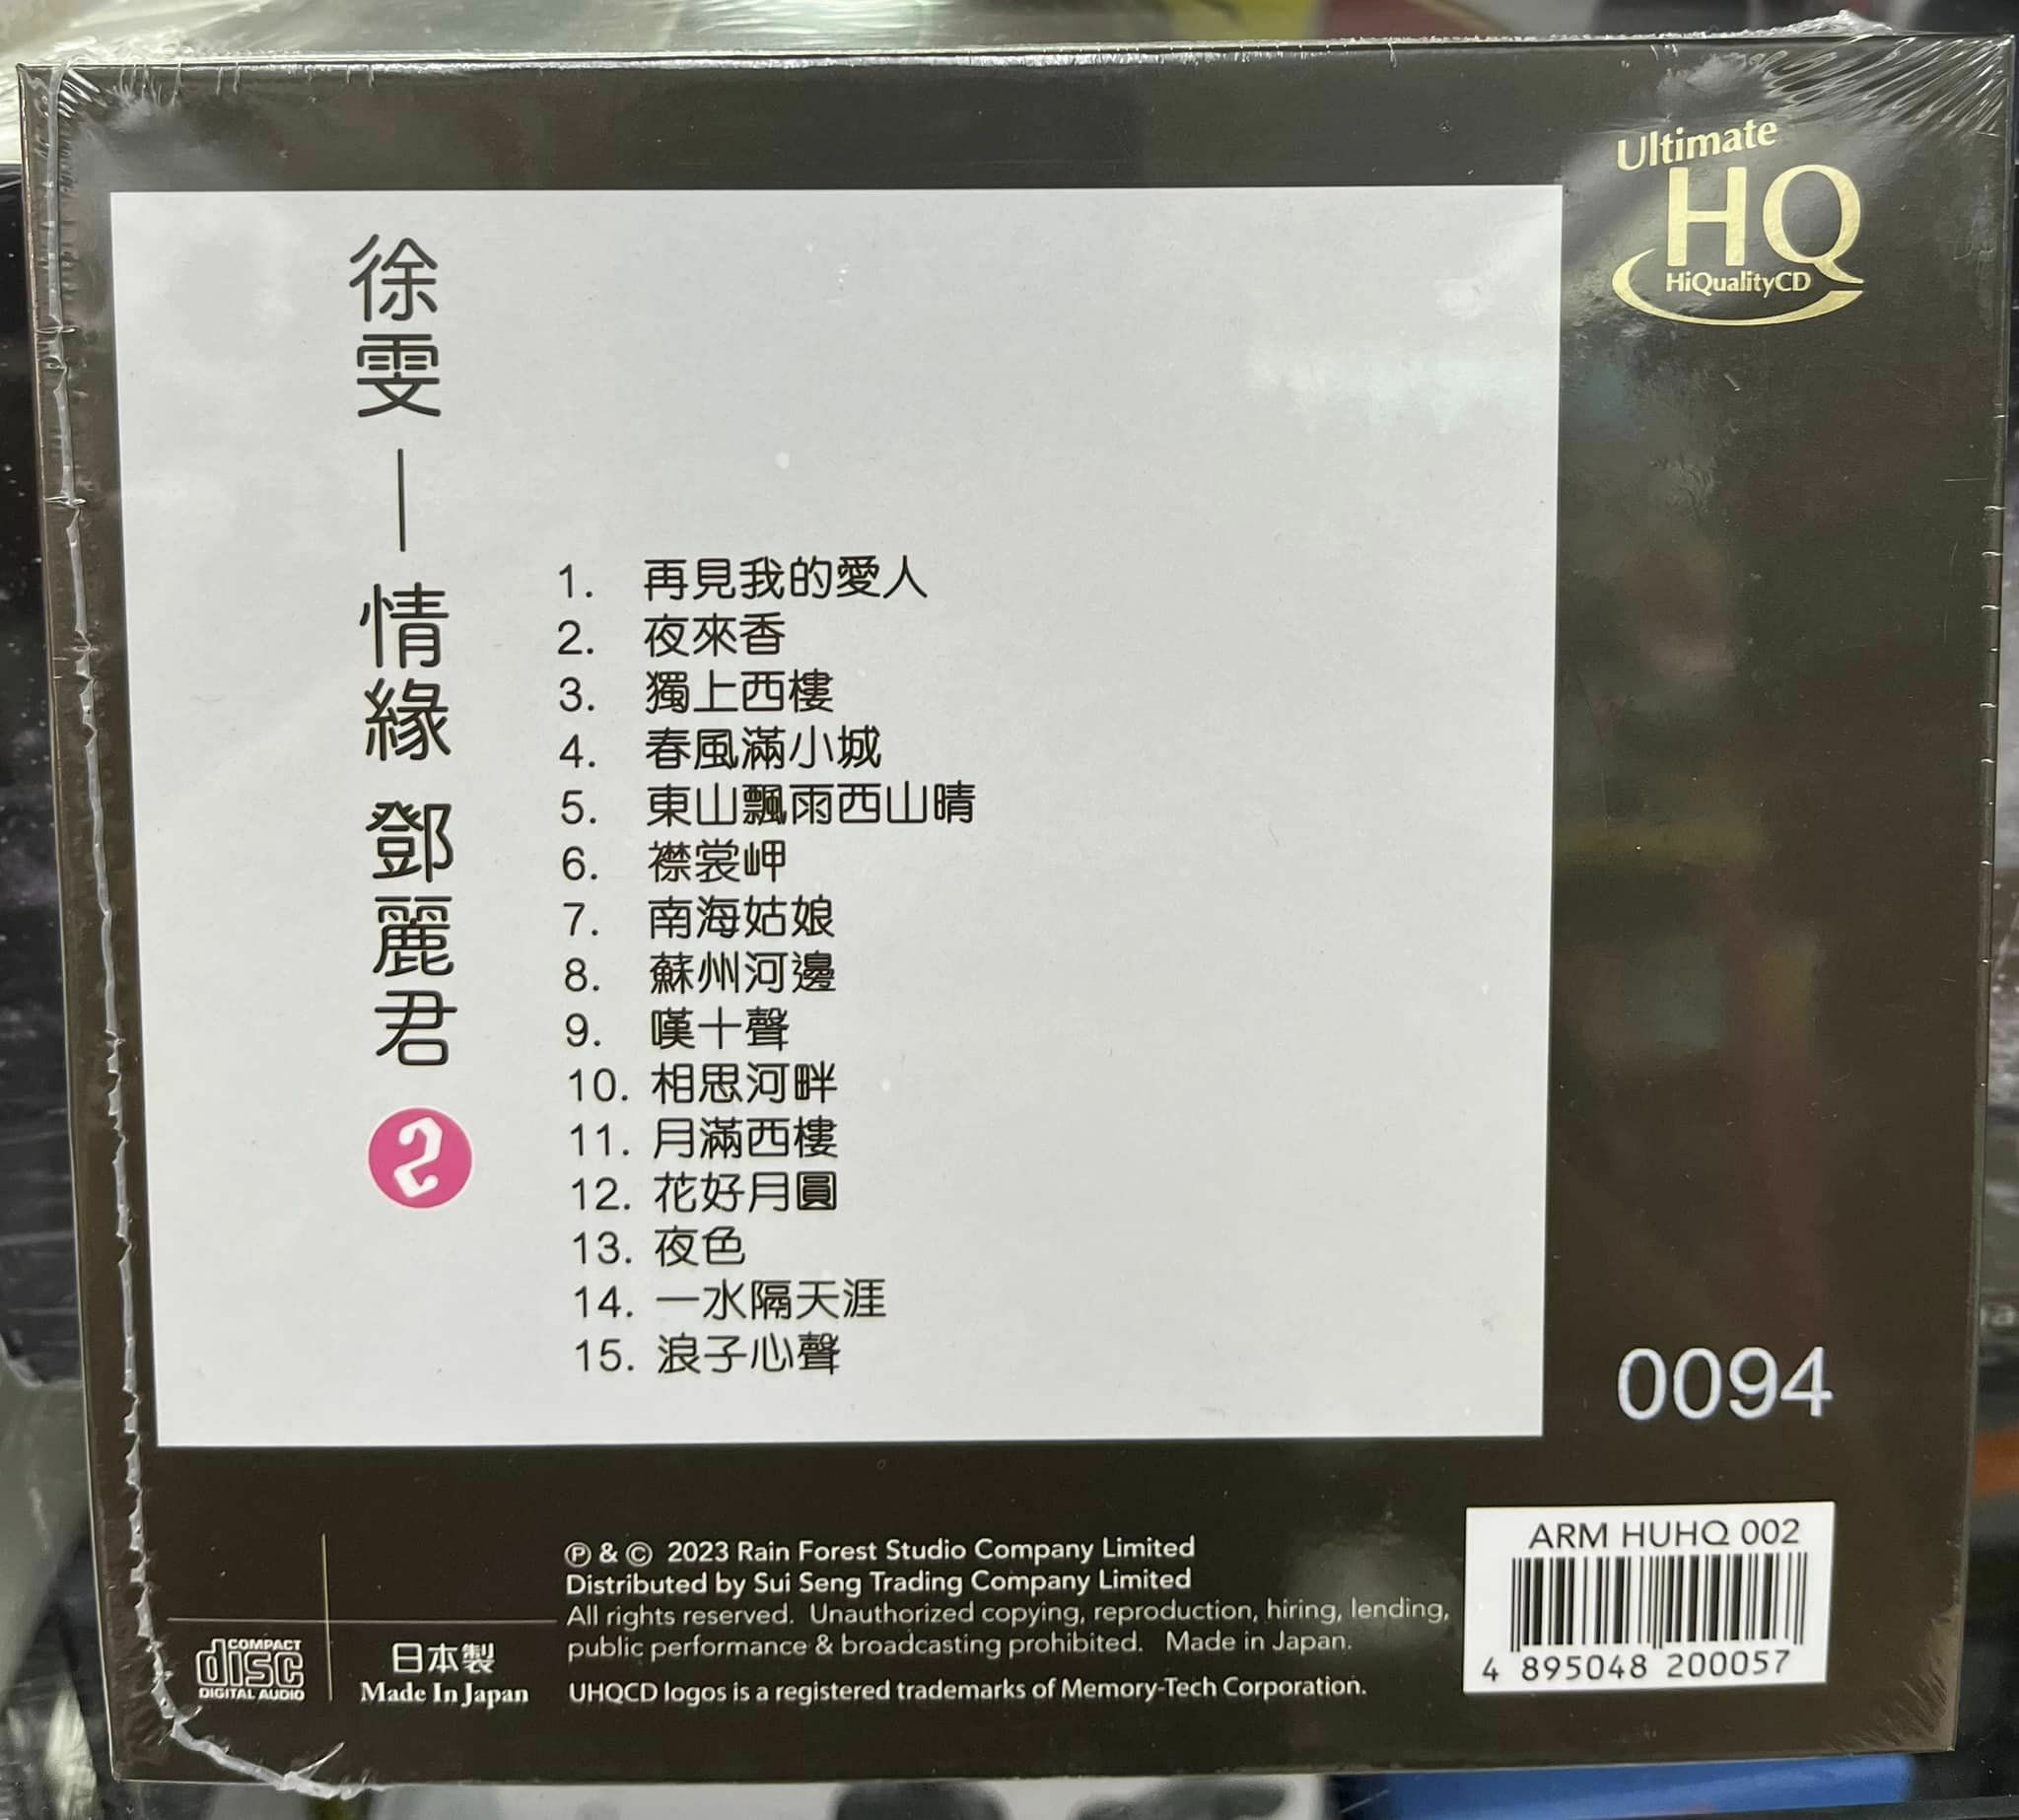 Ultimate
HQ
HiQualityCD
徐雯—情緣 鄧麗君 2
1. 再見我的愛人
2. 夜來香
3. 獨上西樓
4. 春風滿小城
5. 東山飄雨西山晴
6. 襟裳岬
7. 南海姑娘
8. 蘇州河邊
9. 嘆十聲
10. 相思河畔
11. 月滿西樓
12. 花好月圓
13. 夜色
14. 一水隔天涯
15. 浪子心聲
0094
Ⓟ & © 2023 Rain Forest Studio Company Limited
Distributed by Sui Seng Trading Company Limited
All rights reserved. Unauthorized copying, reproduction, hiring, lending,
public performance & broadcasting prohibited. Made in Japan.
UHQCD logos is a registered trademarks of Memory-Tech Corporation.
COMPACT
disc
DIGITAL AUDIO
日本製
Made In Japan
ARM HUHQ 002
4 895048 200057